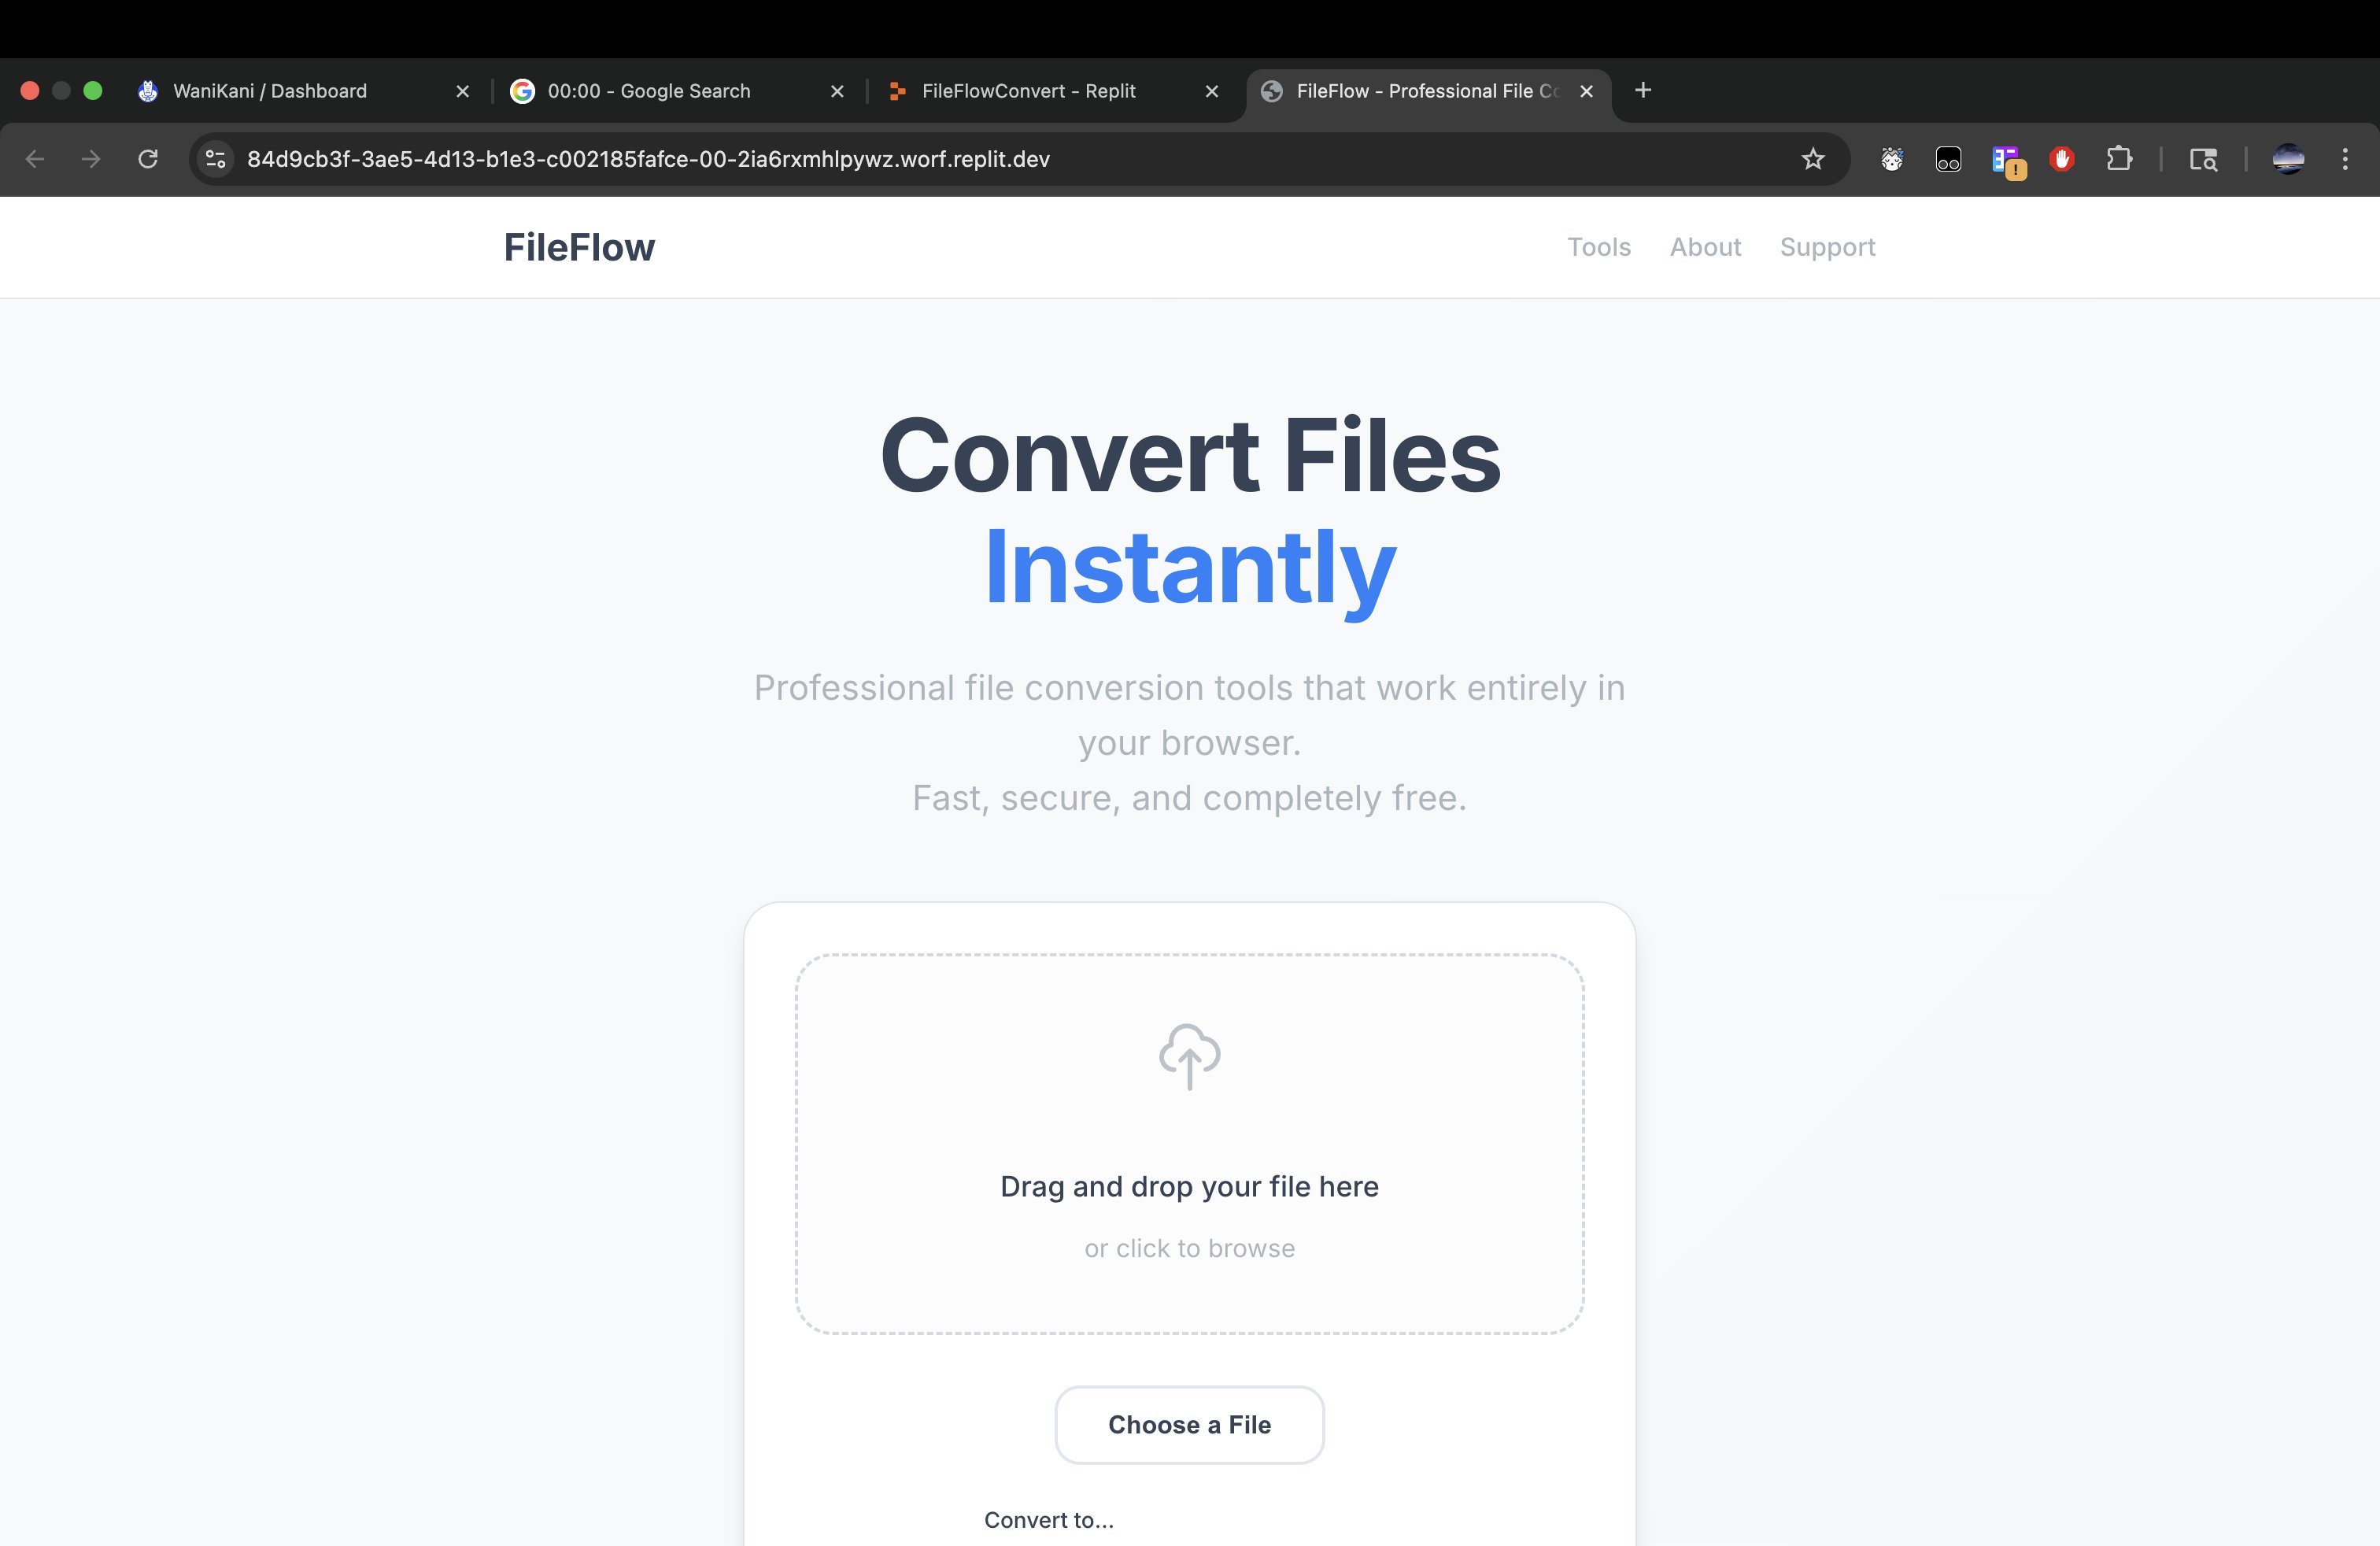 WaniKani / Dashboard
00:00 - Google Search
FileFlowConvert - Replit
FileFlow - Professional File Co
84d9cb3f-3ae5-4d13-b1e3-c002185fafce-00-2ia6rxmhlpywz.worf.replit.dev
FileFlow
Tools About Support
Convert Files
Instantly
Professional file conversion tools that work entirely in
your browser.
Fast, secure, and completely free.
Drag and drop your file here
or click to browse
Choose a File
Convert to...